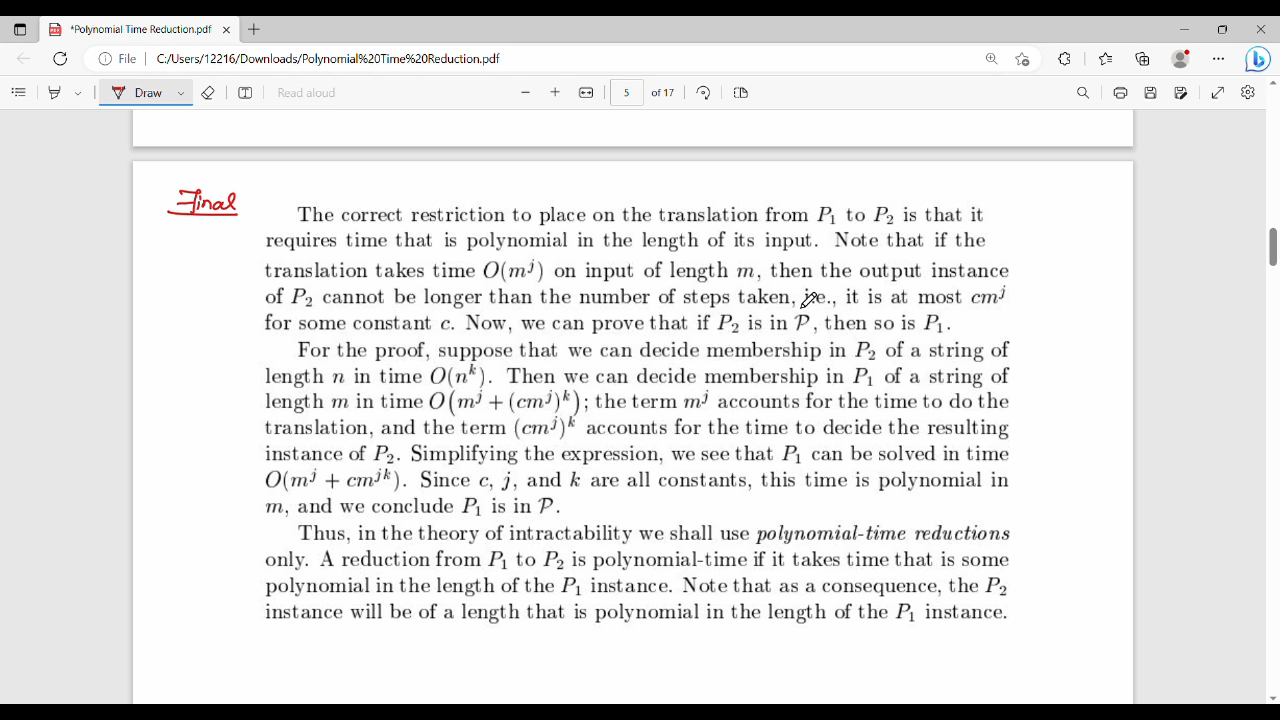 *Polynomial Time Reduction.pdf
File C:/Users/12216/Downloads/Polynomial%20Time%20Reduction.pdf
Draw Read aloud 5 of 17
Final
The correct restriction to place on the translation from P₁ to P₂ is that it
requires time that is polynomial in the length of its input. Note that if the
translation takes time O(mʲ) on input of length m, then the output instance
of P₂ cannot be longer than the number of steps taken, i.e., it is at most cmʲ
for some constant c. Now, we can prove that if P₂ is in 𝒫, then so is P₁.
For the proof, suppose that we can decide membership in P₂ of a string of
length n in time O(nᵏ). Then we can decide membership in P₁ of a string of
length m in time O(mʲ + (cmʲ)ᵏ); the term mʲ accounts for the time to do the
translation, and the term (cmʲ)ᵏ accounts for the time to decide the resulting
instance of P₂. Simplifying the expression, we see that P₁ can be solved in time
O(mʲ + cmʲᵏ). Since c, j, and k are all constants, this time is polynomial in
m, and we conclude P₁ is in 𝒫.
Thus, in the theory of intractability we shall use polynomial-time reductions
only. A reduction from P₁ to P₂ is polynomial-time if it takes time that is some
polynomial in the length of the P₁ instance. Note that as a consequence, the P₂
instance will be of a length that is polynomial in the length of the P₁ instance.